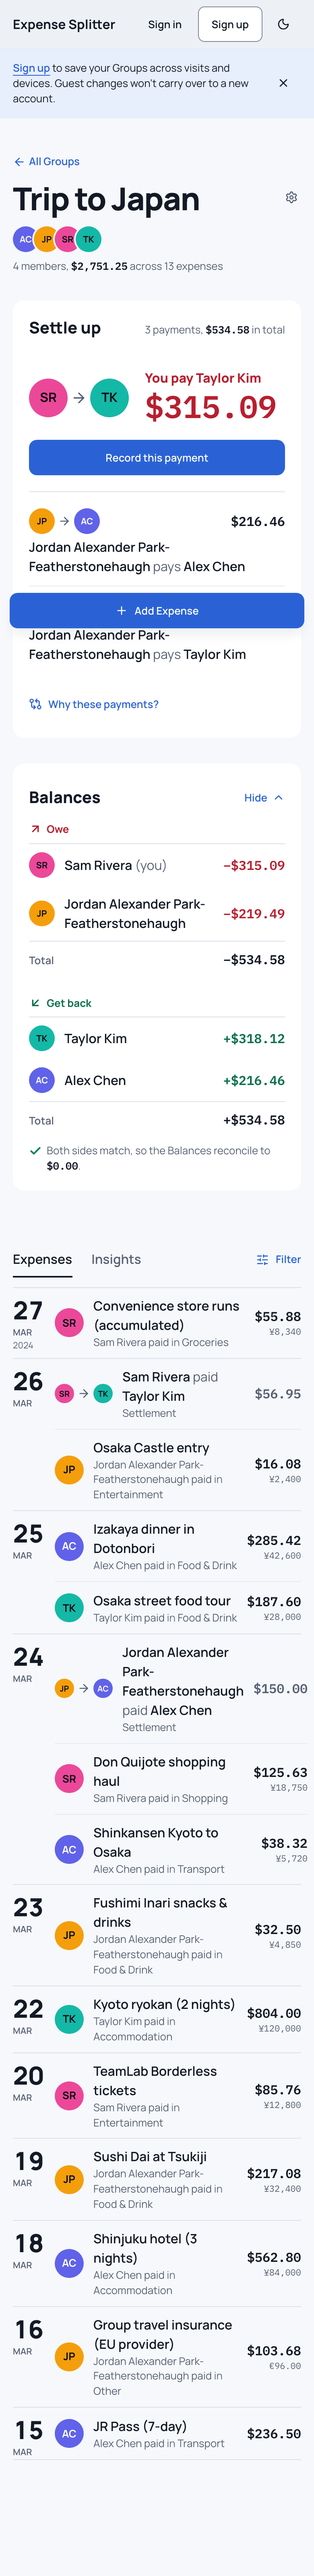 Expense Splitter
Sign in
Sign up
Sign up to save your Groups across visits and
devices. Guest changes won't carry over to a new
account.
All Groups
Trip to Japan
AC JP SR TK
4 members, $2,751.25 across 13 expenses
Settle up
3 payments, $534.58 in total
SR TK
You pay Taylor Kim
$315.09
Record this payment
JP AC
$216.46
Jordan Alexander Park-
Featherstonehaugh pays Alex Chen
Add Expense
Jordan Alexander Park-
Featherstonehaugh pays Taylor Kim
Why these payments?
Balances
Hide
Owe
SR Sam Rivera (you) −$315.09
JP Jordan Alexander Park-
Featherstonehaugh −$219.49
Total −$534.58
Get back
TK Taylor Kim +$318.12
AC Alex Chen +$216.46
Total +$534.58
Both sides match, so the Balances reconcile to
$0.00.
Expenses
Insights
Filter
27
MAR
2024
SR
Convenience store runs
(accumulated)
Sam Rivera paid in Groceries
$55.88
¥8,340
26
MAR
SR TK
Sam Rivera paid
Taylor Kim
Settlement
$56.95
JP
Osaka Castle entry
Jordan Alexander Park-
Featherstonehaugh paid in
Entertainment
$16.08
¥2,400
25
MAR
AC
Izakaya dinner in
Dotonbori
Alex Chen paid in Food & Drink
$285.42
¥42,600
TK
Osaka street food tour
Taylor Kim paid in Food & Drink
$187.60
¥28,000
24
MAR
JP AC
Jordan Alexander
Park-
Featherstonehaugh
paid Alex Chen
Settlement
$150.00
SR
Don Quijote shopping
haul
Sam Rivera paid in Shopping
$125.63
¥18,750
AC
Shinkansen Kyoto to
Osaka
Alex Chen paid in Transport
$38.32
¥5,720
23
MAR
JP
Fushimi Inari snacks &
drinks
Jordan Alexander Park-
Featherstonehaugh paid in
Food & Drink
$32.50
¥4,850
22
MAR
TK
Kyoto ryokan (2 nights)
Taylor Kim paid in
Accommodation
$804.00
¥120,000
20
MAR
SR
TeamLab Borderless
tickets
Sam Rivera paid in
Entertainment
$85.76
¥12,800
19
MAR
JP
Sushi Dai at Tsukiji
Jordan Alexander Park-
Featherstonehaugh paid in
Food & Drink
$217.08
¥32,400
18
MAR
AC
Shinjuku hotel (3
nights)
Alex Chen paid in
Accommodation
$562.80
¥84,000
16
MAR
JP
Group travel insurance
(EU provider)
Jordan Alexander Park-
Featherstonehaugh paid in
Other
$103.68
€96.00
15
MAR
AC
JR Pass (7-day)
Alex Chen paid in Transport
$236.50